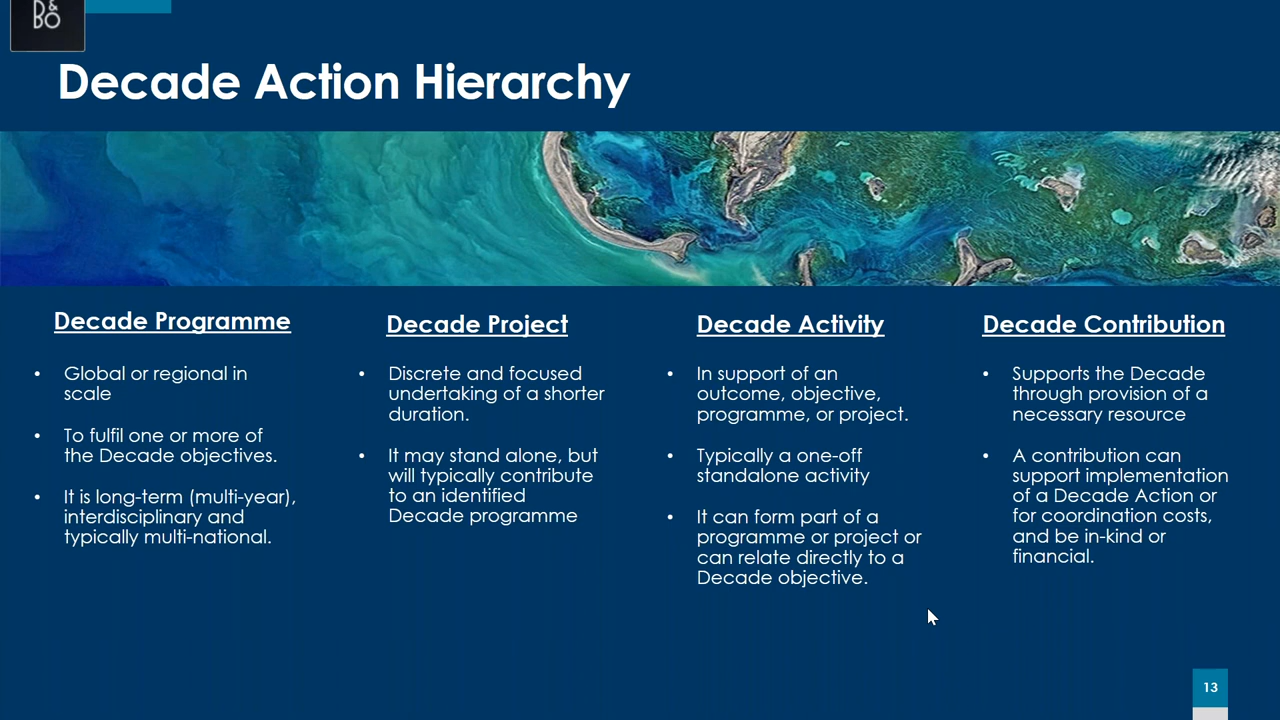 B&O
Decade Action Hierarchy
Decade Programme
• Global or regional in
scale
• To fulfil one or more of
the Decade objectives.
• It is long-term (multi-year),
interdisciplinary and
typically multi-national.
Decade Project
• Discrete and focused
undertaking of a shorter
duration.
• It may stand alone, but
will typically contribute
to an identified
Decade programme
Decade Activity
• In support of an
outcome, objective,
programme, or project.
• Typically a one-off
standalone activity
• It can form part of a
programme or project or
can relate directly to a
Decade objective.
Decade Contribution
• Supports the Decade
through provision of a
necessary resource
• A contribution can
support implementation
of a Decade Action or
for coordination costs,
and be in-kind or
financial.
13